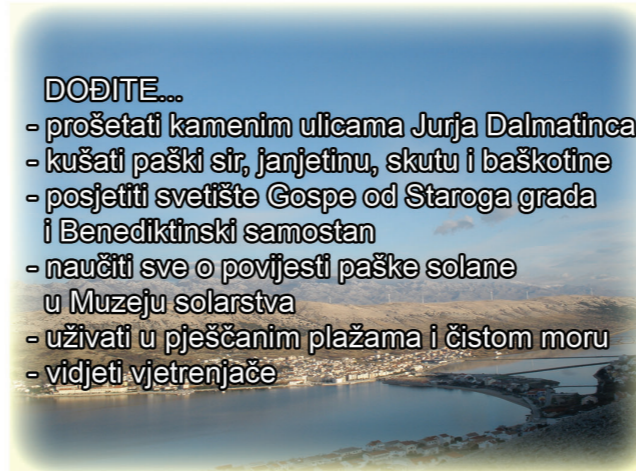 DOĐITE...
- prošetati kamenim ulicama Jurja Dalmatinca
- kušati paški sir, janjetinu, skutu i baškotine
- posjetiti svetište Gospe od Staroga grada
i Benediktinski samostan
- naučiti sve o povijesti paške solane
u Muzeju solarstva
- uživati u pješčanim plažama i čistom moru
- vidjeti vjetrenjače